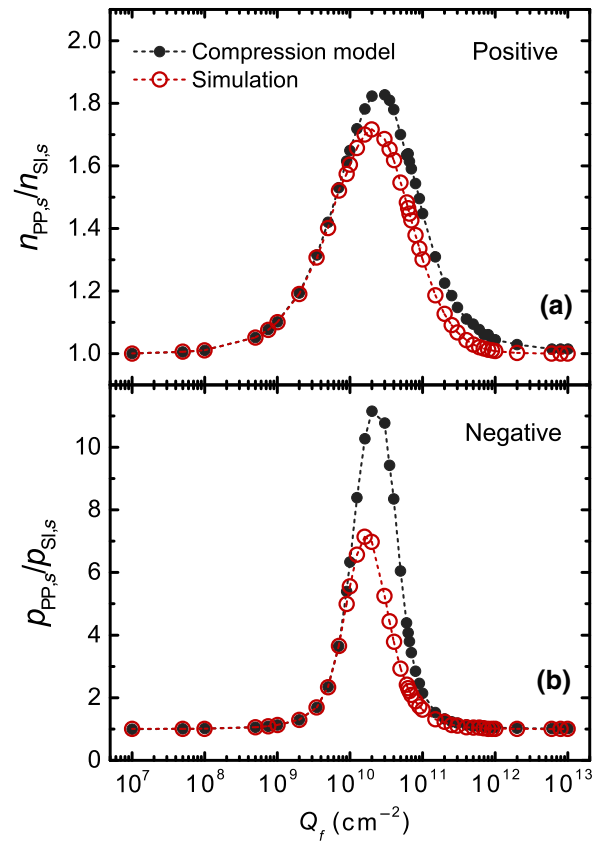 2.0
1.8
1.6
1.4
1.2
1.0
n_PP,s/n_SI,s
Compression model
Simulation
Positive
(a)
10
8
6
4
2
0
p_PP,s/p_SI,s
Negative
(b)
10^7 10^8 10^9 10^10 10^11 10^12 10^13
Q_f (cm^−2)